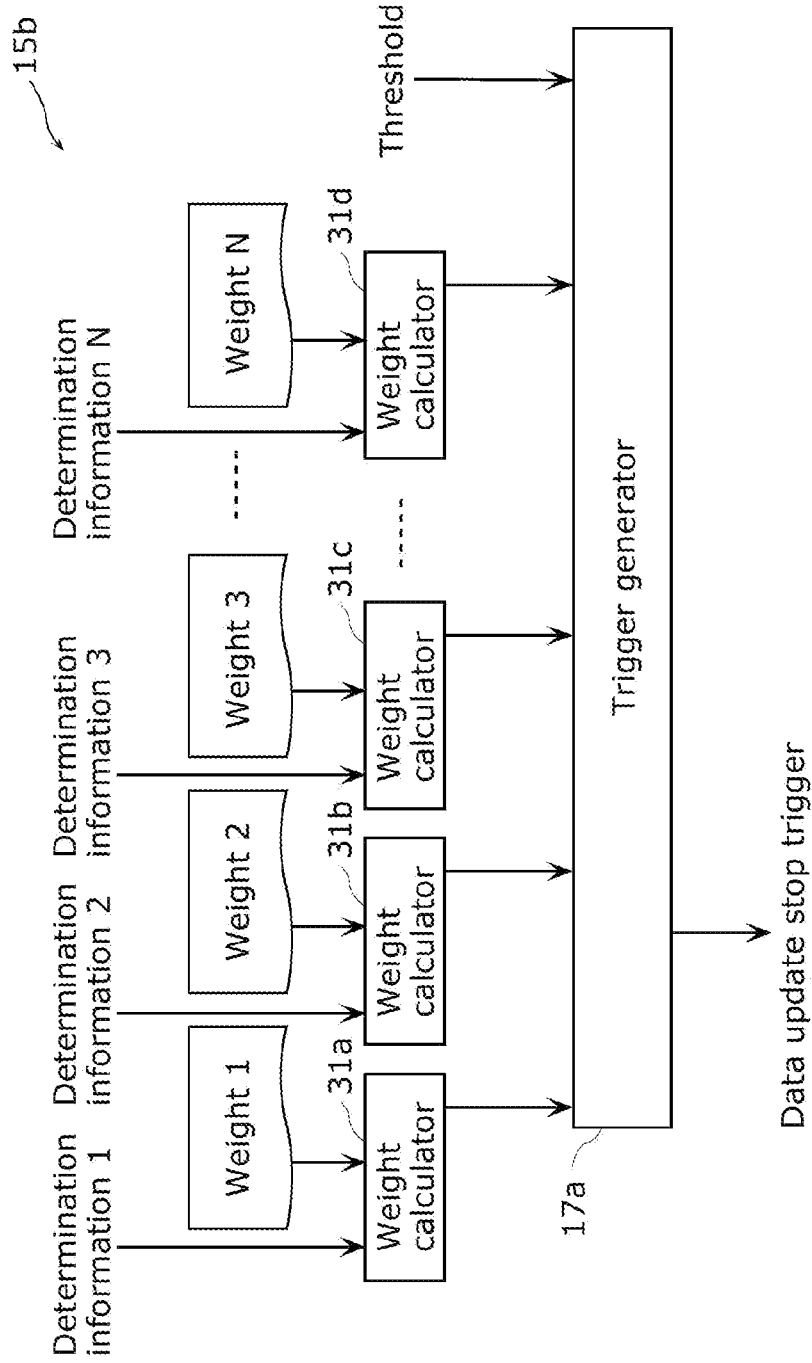 15b
Determination
information 1
Determination
information 2
Determination
information 3
Determination
information N
Weight 1
Weight 2
Weight 3
-----
Weight N
31a
31b
31c
31d
Weight
calculator
Weight
calculator
Weight
calculator
-----
Weight
calculator
Threshold
17a
Trigger generator
Data update stop trigger